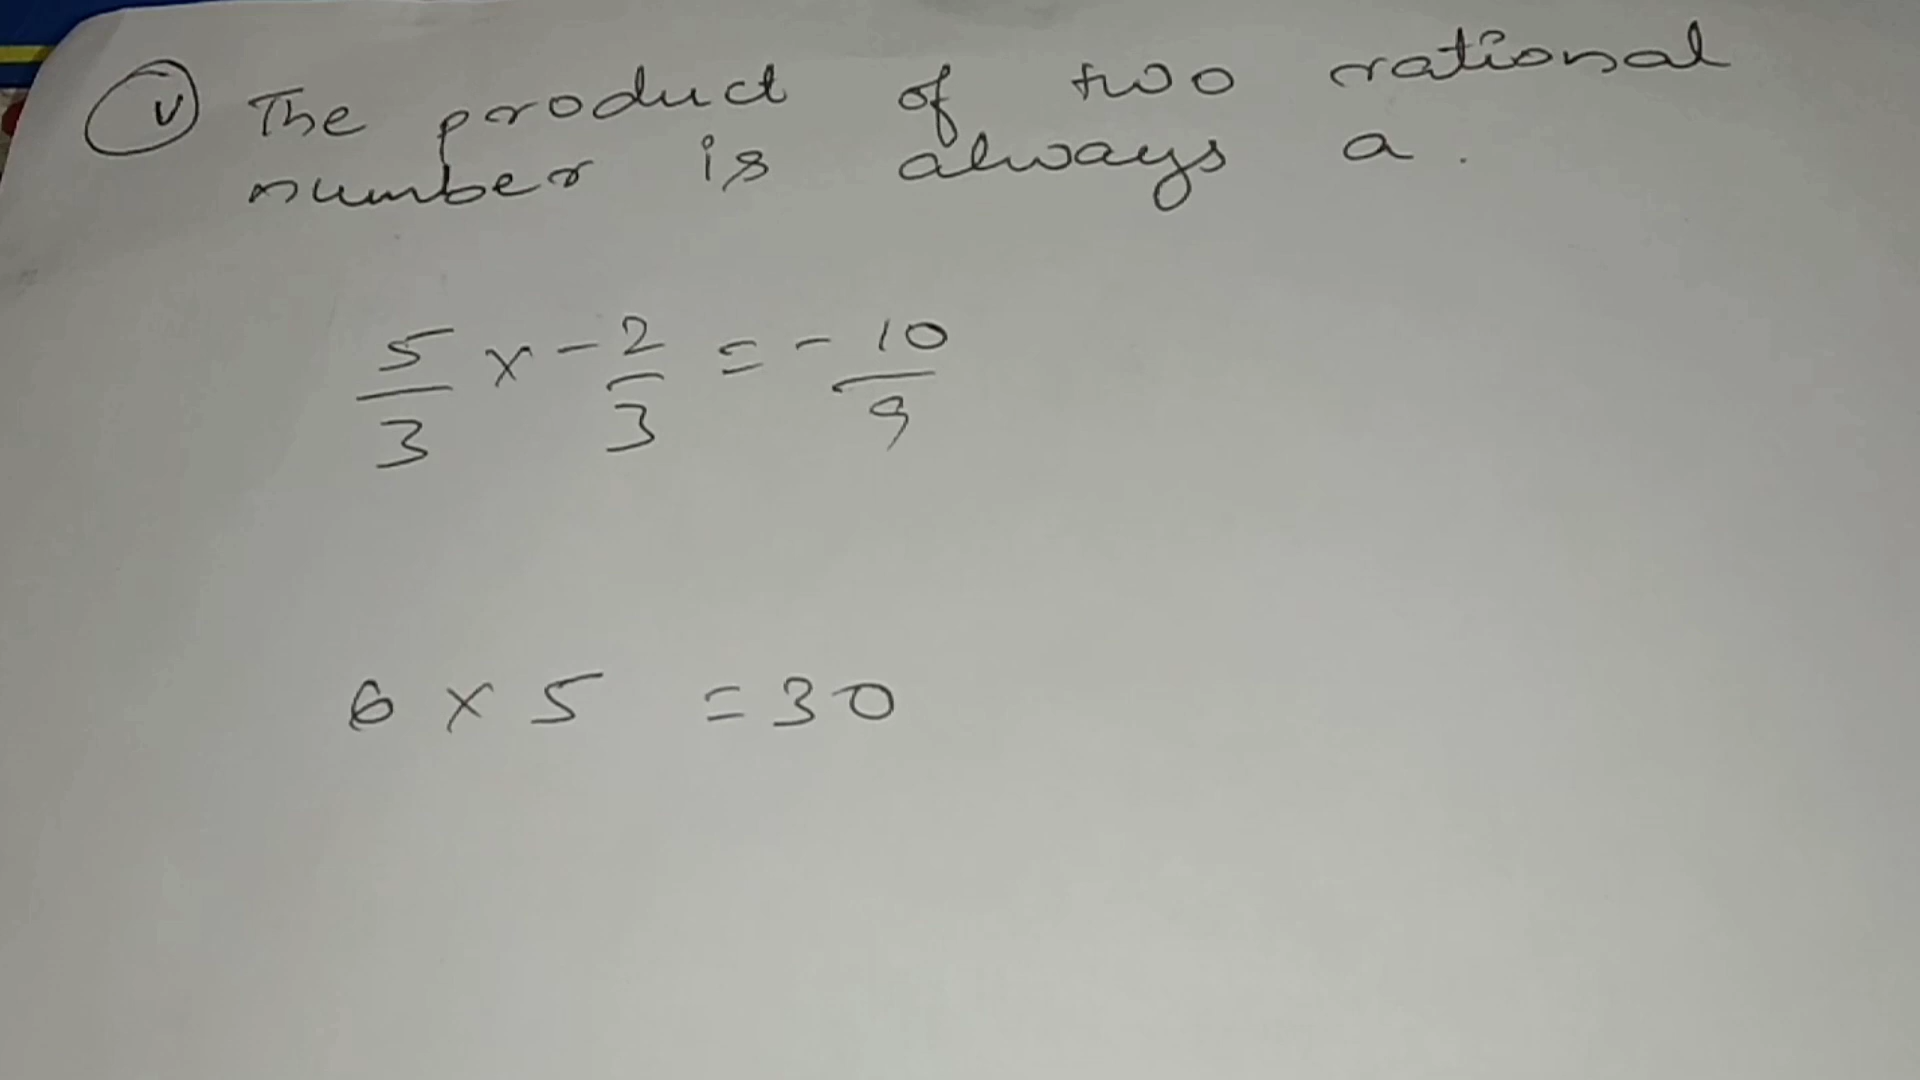 (v) The product of two rational
number is always a .
5/3 x -2/3 = -10/9
6 x 5 = 30